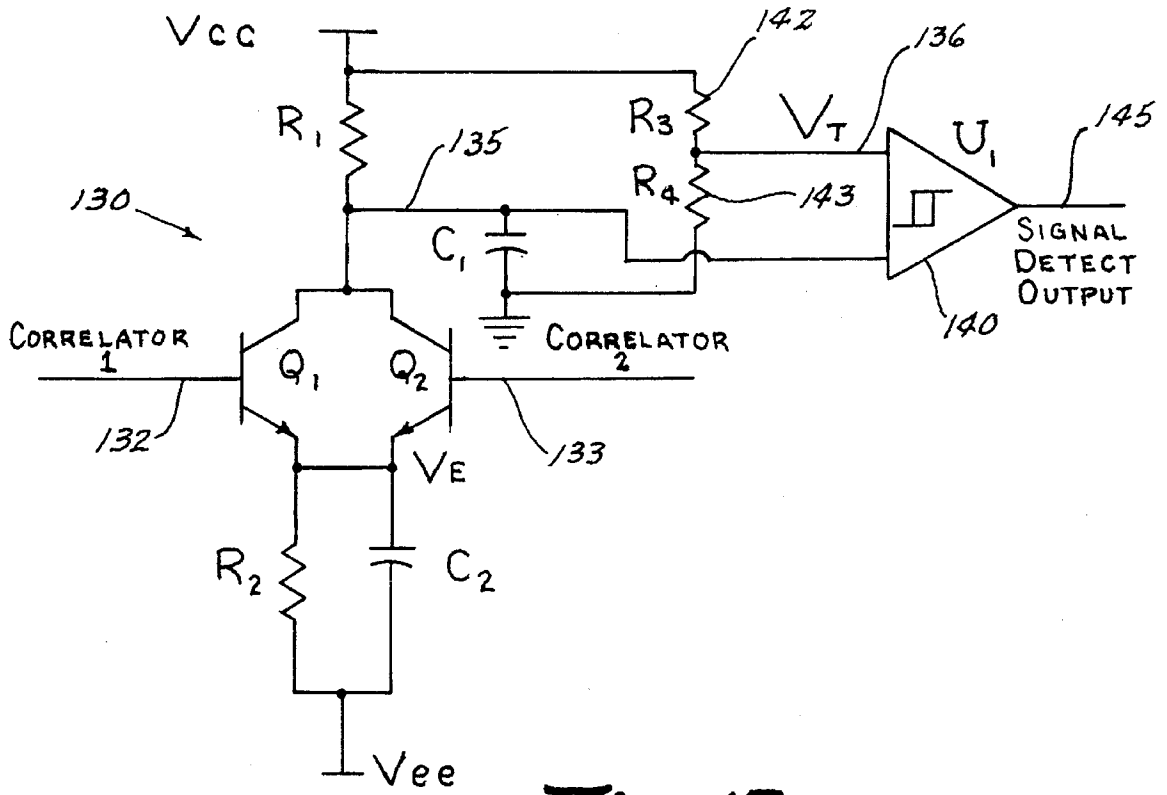 Vcc
142
136
R1
R3
VT
U1
145
135
R4
143
130
C1
SIGNAL
DETECT
OUTPUT
140
CORRELATOR
1
Q1
Q2
CORRELATOR
2
132
VE
133
R2
C2
Vee